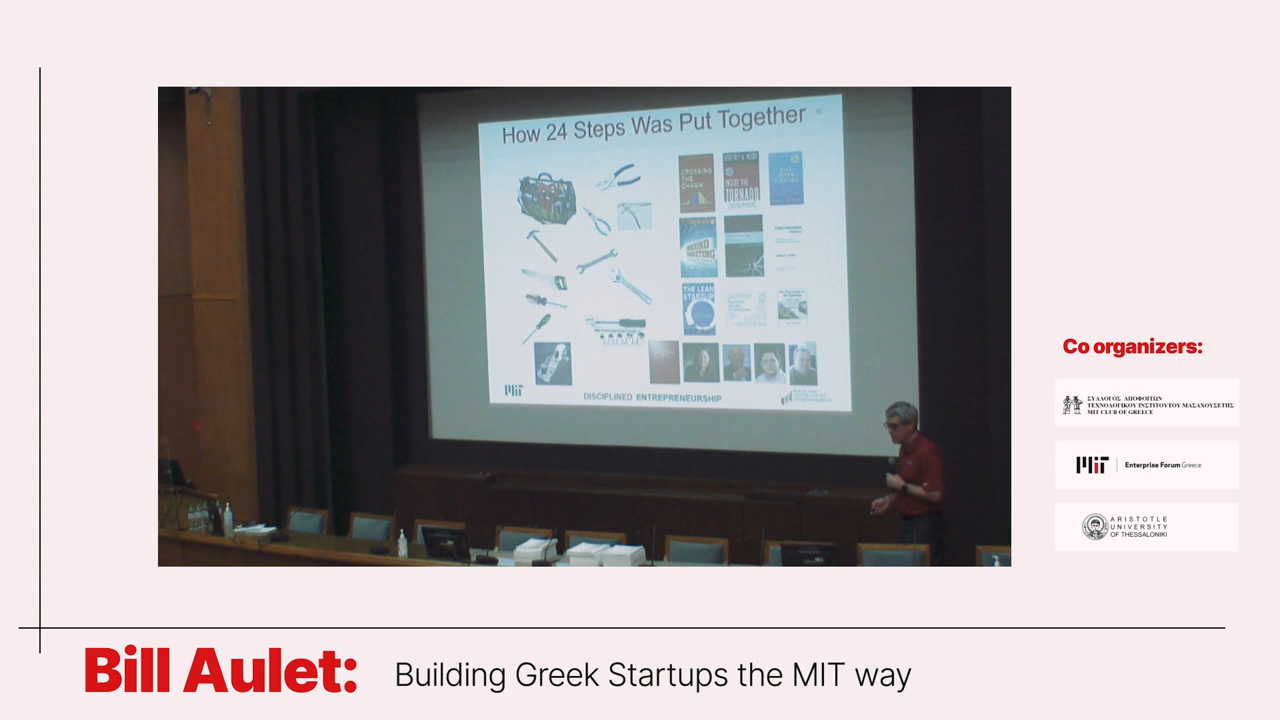 How 24 Steps Was Put Together
CROSSING
THE
CHASM
INSIDE THE
TORNADO
THE LEAN
STARTUP
MIT
DISCIPLINED ENTREPRENEURSHIP
Co organizers:
ΣΥΛΛΟΓΟΣ ΑΠΟΦΟΙΤΩΝ
ΤΕΧΝΟΛΟΓΙΚΟΥ ΙΝΣΤΙΤΟΥΤΟΥ ΜΑΣΑΧΟΥΣΕΤΗΣ
MIT CLUB OF GREECE
MIT Enterprise Forum Greece
ARISTOTLE
UNIVERSITY
OF THESSALONIKI
Bill Aulet: Building Greek Startups the MIT way